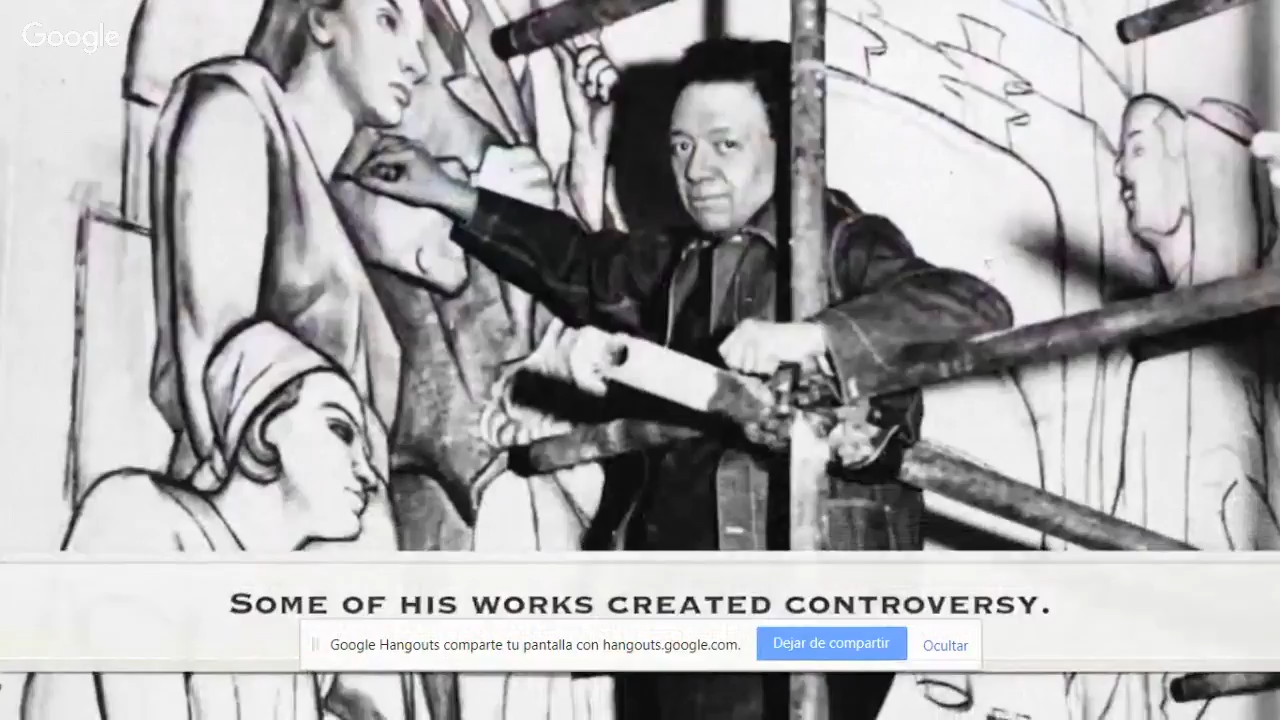 Google
SOME OF HIS WORKS CREATED CONTROVERSY.
Google Hangouts comparte tu pantalla con hangouts.google.com. Dejar de compartir Ocultar